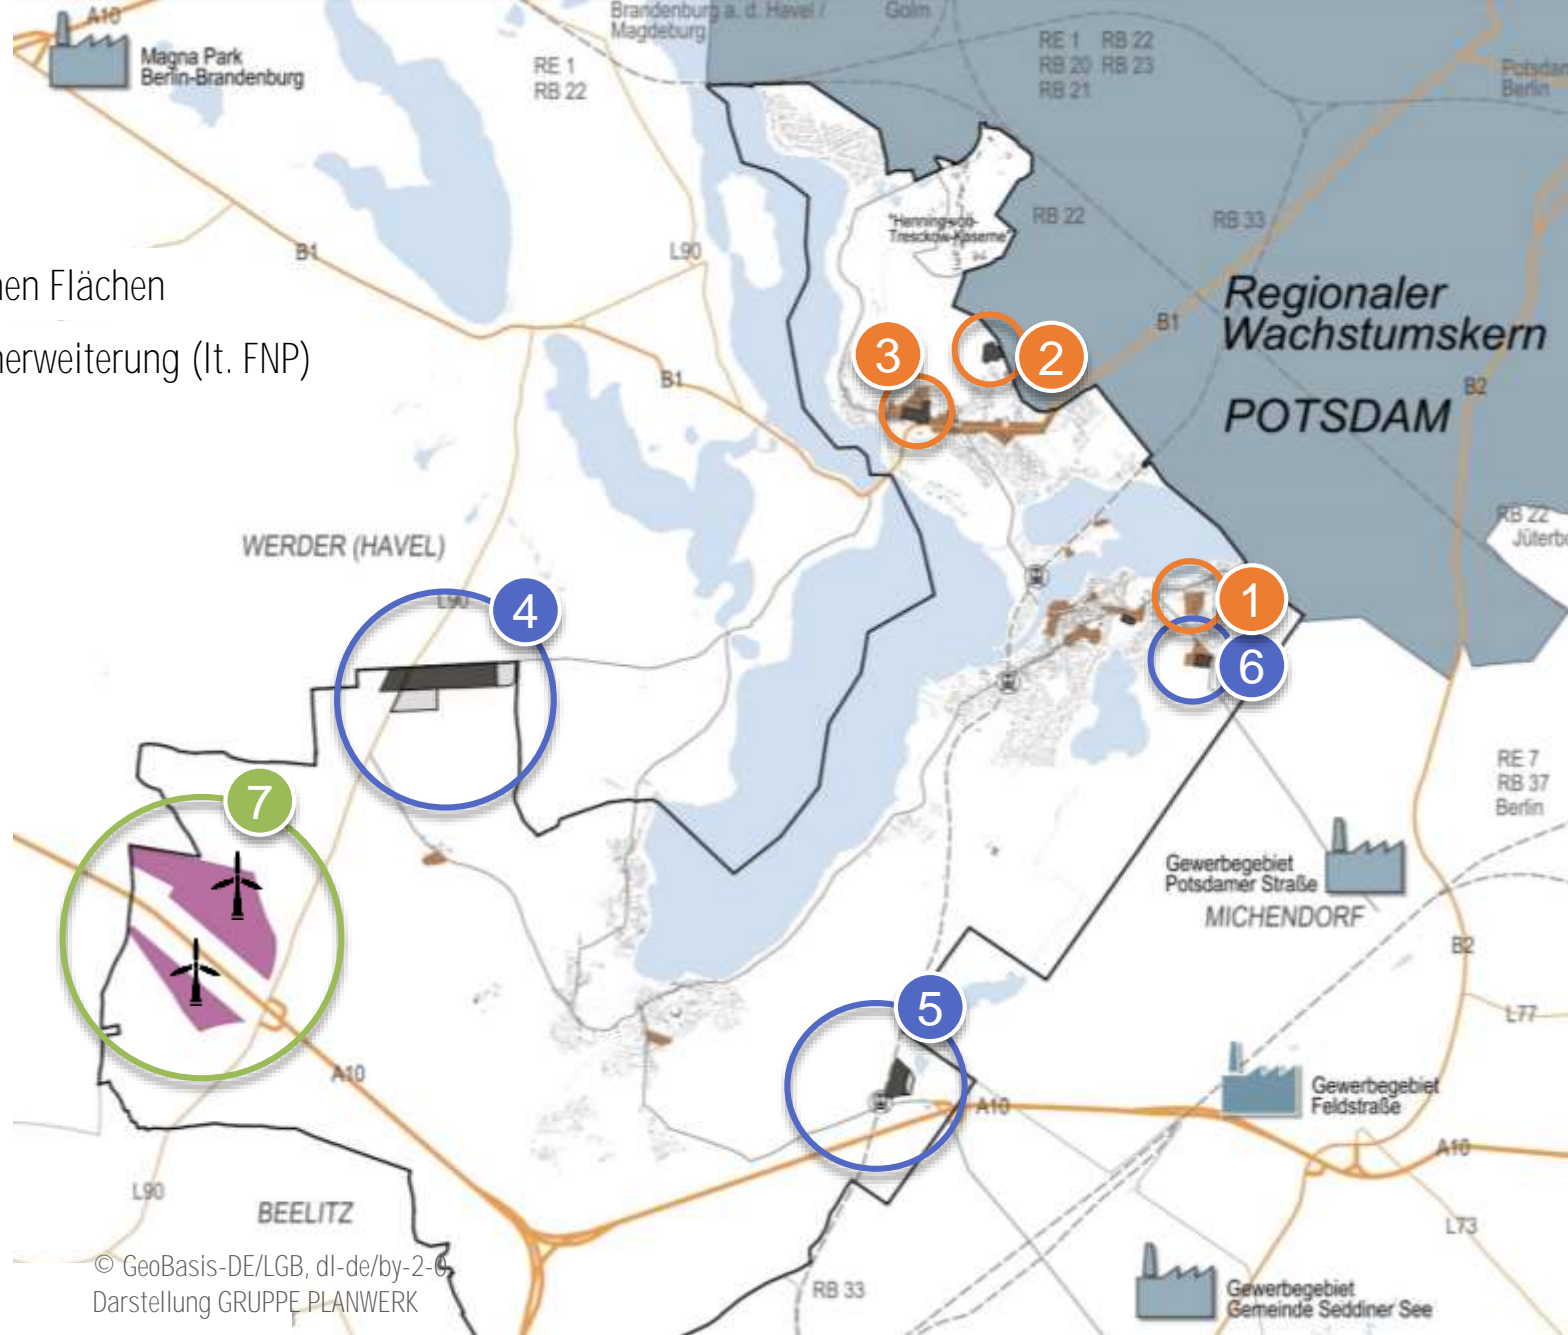 A10
Magna Park
Berlin-Brandenburg
Brandenburg a. d. Havel /
Magdeburg
Golm
RE 1
RB 22
RE 1 RB 22
RB 20 RB 23
RB 21
Potsdam
Berlin
B1
L90
"Henning-von-
Tresckow-Kaserne"
RB 22
RB 33
nen Flächen
nerweiterung (lt. FNP)
Regionaler
Wachstumskern
POTSDAM
B1
B1
B2
3
2
WERDER (HAVEL)
RB 22
Jüterbo
L90
4
1
6
RE 7
RB 37
Berlin
7
Gewerbegebiet
Potsdamer Straße
MICHENDORF
B2
5
L77
A10
A10
Gewerbegebiet
Feldstraße
A10
L90
BEELITZ
L73
© GeoBasis-DE/LGB, dl-de/by-2-0
Darstellung GRUPPE PLANWERK
RB 33
Gewerbegebiet
Gemeinde Seddiner See